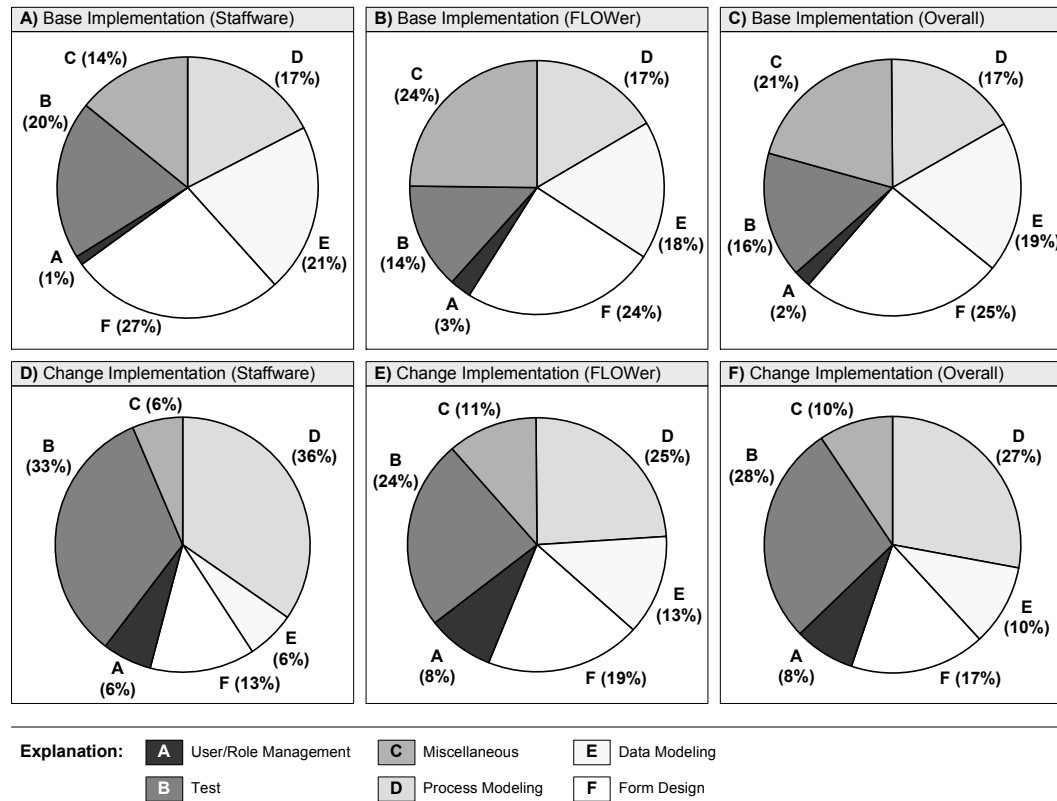 A) Base Implementation (Staffware)
C (14%)
D
(17%)
B
(20%)
E
(21%)
A
(1%)
F (27%)
B) Base Implementation (FLOWer)
C
(24%)
D
(17%)
B
(14%)
E
(18%)
A
(3%)
F (24%)
C) Base Implementation (Overall)
C
(21%)
D
(17%)
B
(16%)
E
(19%)
A
(2%)
F (25%)
D) Change Implementation (Staffware)
C (6%)
B
(33%)
D
(36%)
E
(6%)
A
(6%)
F (13%)
E) Change Implementation (FLOWer)
C (11%)
D
(25%)
B
(24%)
E
(13%)
A
(8%)
F (19%)
F) Change Implementation (Overall)
C (10%)
D
(27%)
B
(28%)
E
(10%)
A
(8%)
F (17%)
Explanation:
A User/Role Management
C Miscellaneous
E Data Modeling
B Test
D Process Modeling
F Form Design